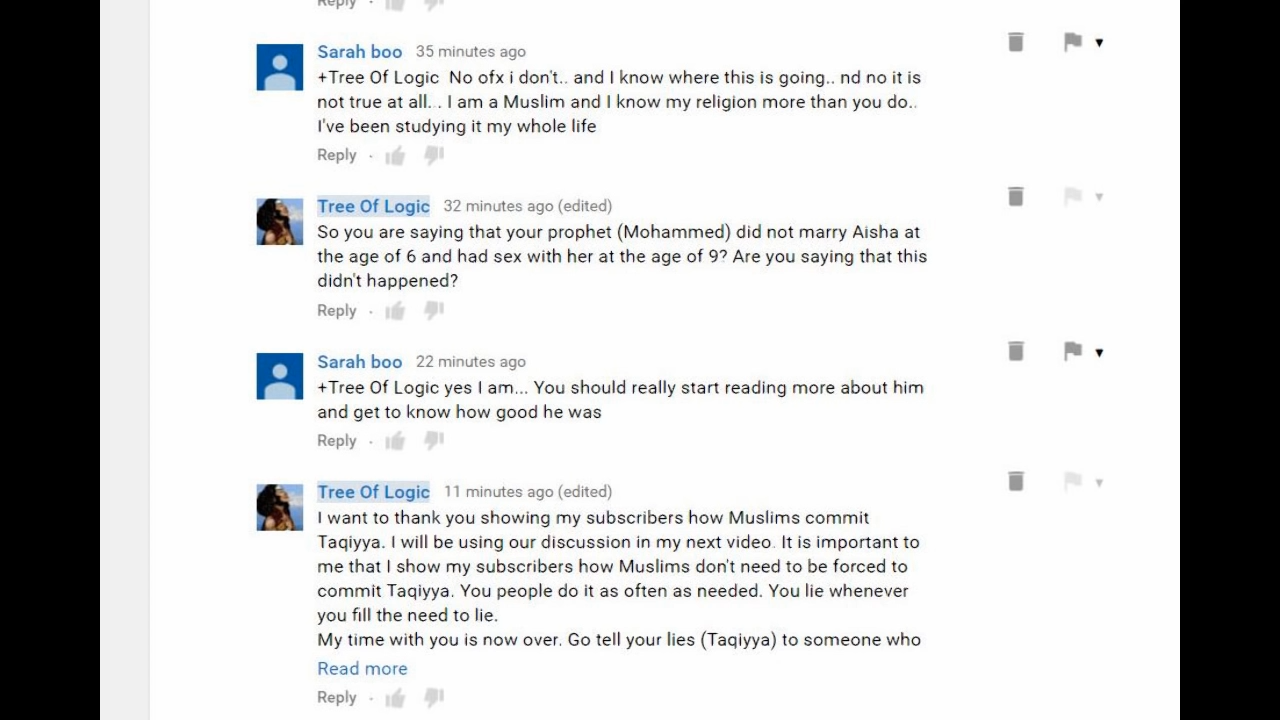 Reply ·
Sarah boo 35 minutes ago
+Tree Of Logic No ofx i don't.. and I know where this is going.. nd no it is
not true at all... I am a Muslim and I know my religion more than you do..
I've been studying it my whole life
Reply ·
Tree Of Logic 32 minutes ago (edited)
So you are saying that your prophet (Mohammed) did not marry Aisha at
the age of 6 and had sex with her at the age of 9? Are you saying that this
didn't happened?
Reply ·
Sarah boo 22 minutes ago
+Tree Of Logic yes I am... You should really start reading more about him
and get to know how good he was
Reply ·
Tree Of Logic 11 minutes ago (edited)
I want to thank you showing my subscribers how Muslims commit
Taqiyya. I will be using our discussion in my next video. It is important to
me that I show my subscribers how Muslims don't need to be forced to
commit Taqiyya. You people do it as often as needed. You lie whenever
you fill the need to lie.
My time with you is now over. Go tell your lies (Taqiyya) to someone who
Read more
Reply ·